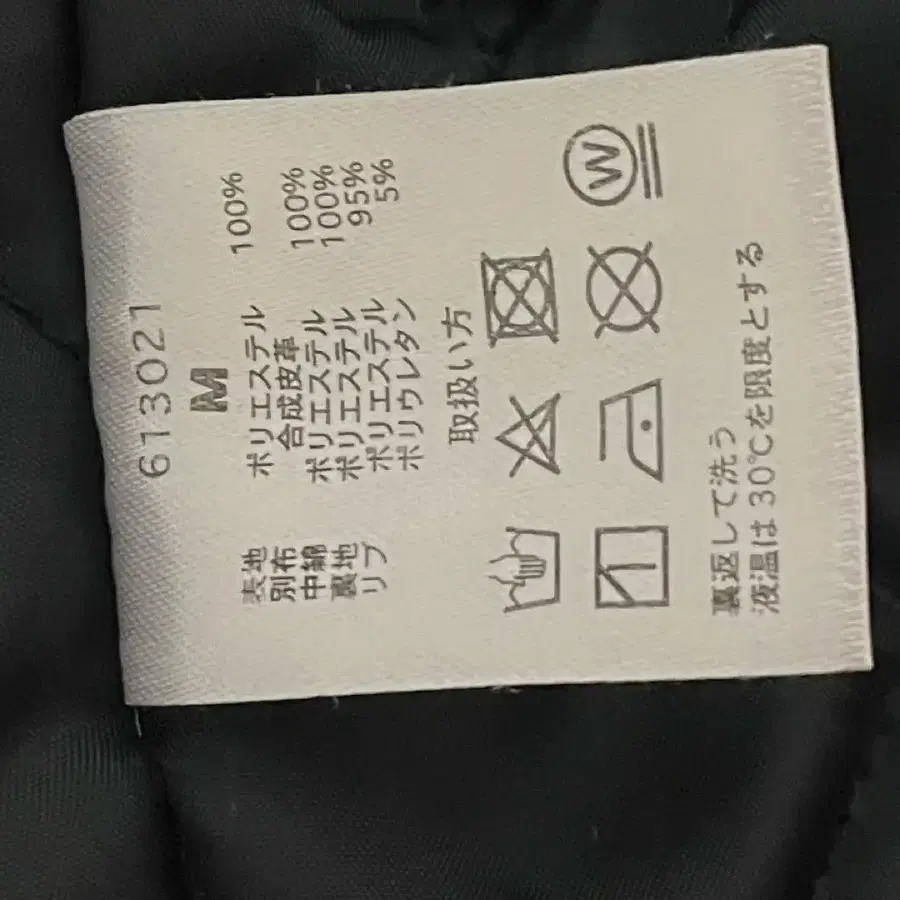 613021
M
表地 ポリエステル 100%
別布 合成皮革
中綿 ポリエステル 100%
裏地 ポリエステル 100%
リブ ポリエステル 95%
ポリウレタン 5%
取扱い方
W
裏返して洗う
液温は30℃を限度とする